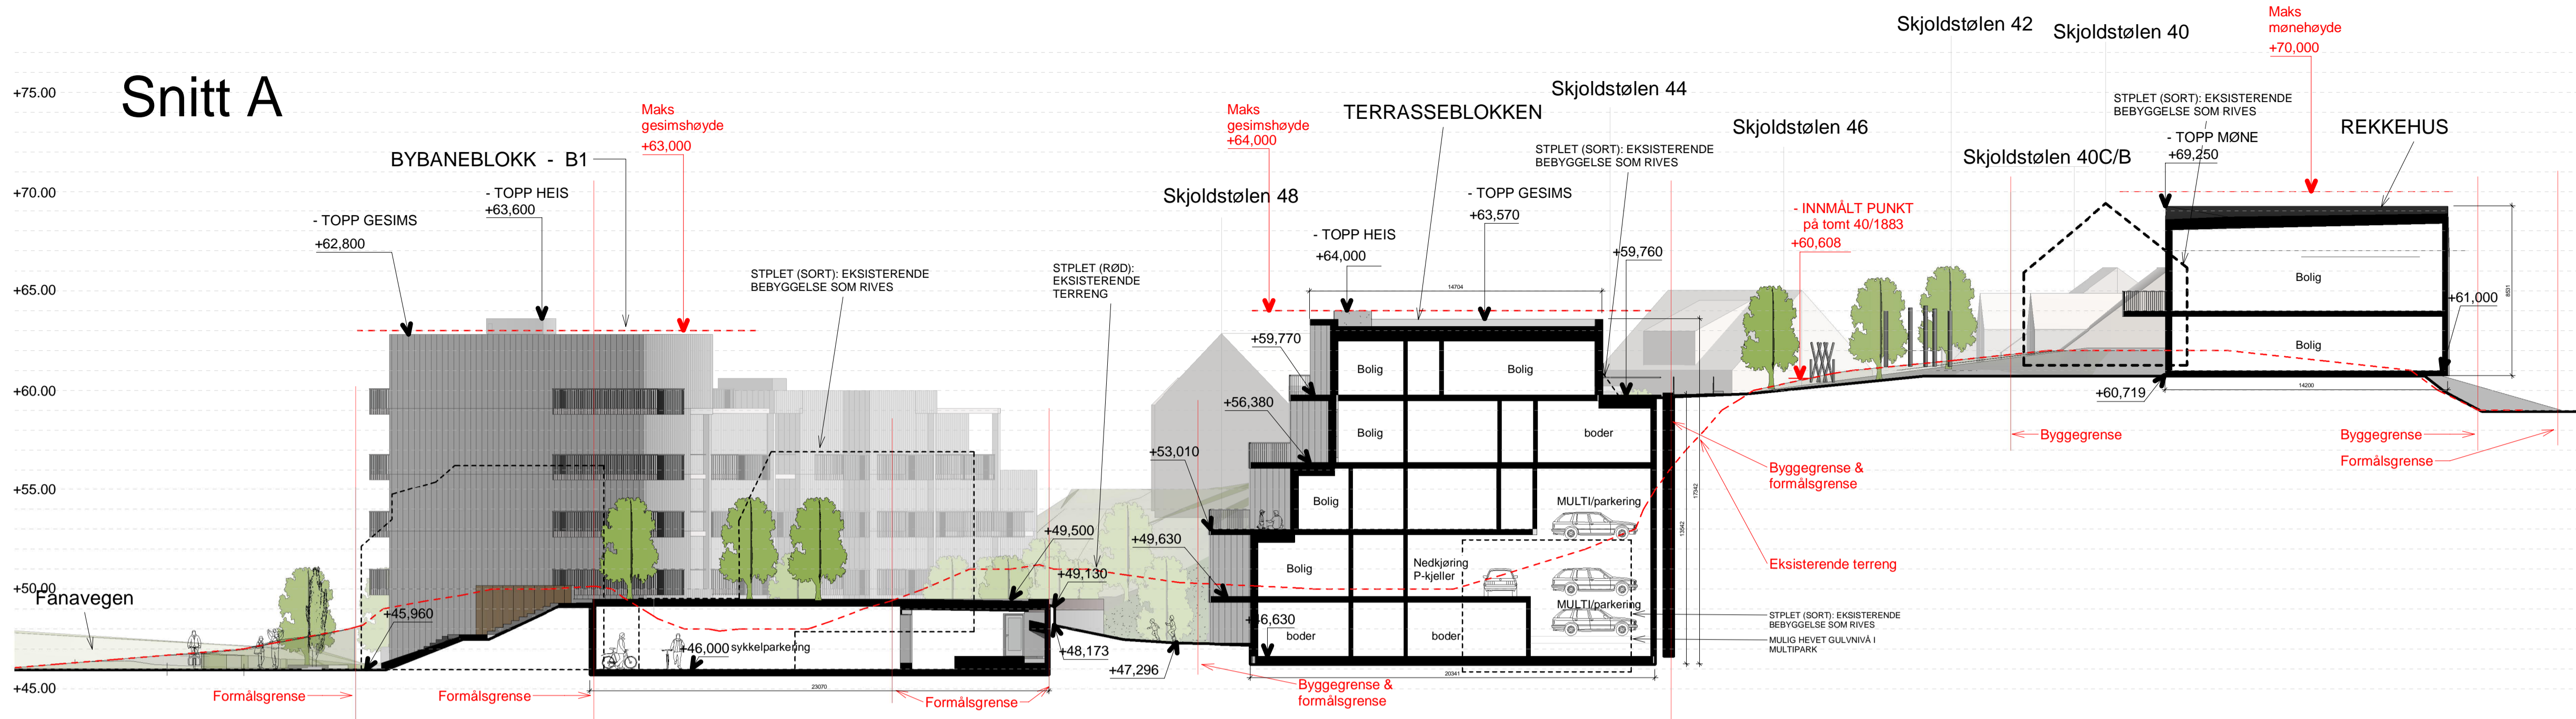 Snitt A
+75.00
+70.00
+65.00
+60.00
+55.00
+50.00
+45.00
Fanavegen
BYBANEBLOKK - B1
- TOPP GESIMS
+62,800
- TOPP HEIS
+63,600
Maks
gesimshøyde
+63,000
STPLET (SORT): EKSISTERENDE
BEBYGGELSE SOM RIVES
STPLET (RØD):
EKSISTERENDE
TERRENG
+45,960
+46,000
sykkelparkering
+49,500
+49,130
+48,173
+47,296
23070
Formålsgrense
Formålsgrense
Formålsgrense
Skjoldstølen 48
Maks
gesimshøyde
+64,000
TERRASSEBLOKKEN
- TOPP HEIS
+64,000
- TOPP GESIMS
+63,570
14704
+59,770
+56,380
+53,010
+49,630
+46,630
Bolig
Bolig
Bolig
boder
Bolig
MULTI/parkering
Bolig
Nedkjøring
P-kjeller
MULTI/parkering
boder
boder
20341
13542
17342
Byggegrense &
formålsgrense
Skjoldstølen 44
STPLET (SORT): EKSISTERENDE
BEBYGGELSE SOM RIVES
+59,760
Skjoldstølen 46
- INNMÅLT PUNKT
på tomt 40/1883
+60,608
Byggegrense &
formålsgrense
Eksisterende terreng
STPLET (SORT): EKSISTERENDE
BEBYGGELSE SOM RIVES
MULIG HEVET GULVNIVÅ I
MULTIPARK
Skjoldstølen 42
Skjoldstølen 40
Skjoldstølen 40C/B
STPLET (SORT): EKSISTERENDE
BEBYGGELSE SOM RIVES
- TOPP MØNE
+69,250
Maks
mønehøyde
+70,000
REKKEHUS
Bolig
Bolig
8531
+61,000
+60,719
14200
Byggegrense
Byggegrense
Formålsgrense